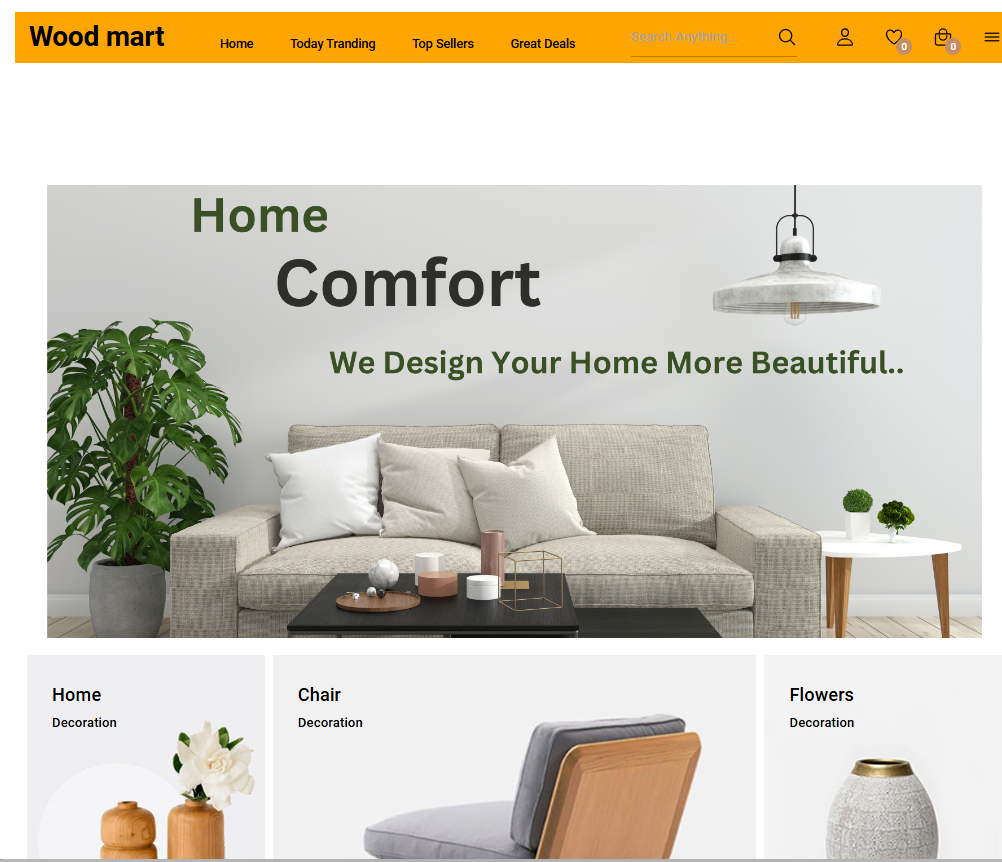 Wood mart
Home
Today Tranding
Top Sellers
Great Deals
Search Anything...
0
0
Home
Comfort
We Design Your Home More Beautiful..
Home
Decoration
Chair
Decoration
Flowers
Decoration